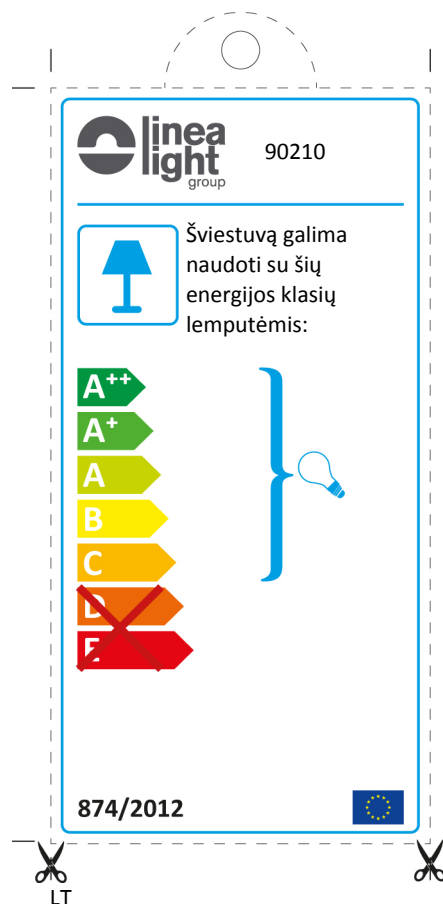 linea
light
group
90210
Šviestuvą galima
naudoti su šių
energijos klasių
lemputėmis:
A++
A+
A
B
C
D
E
874/2012
LT